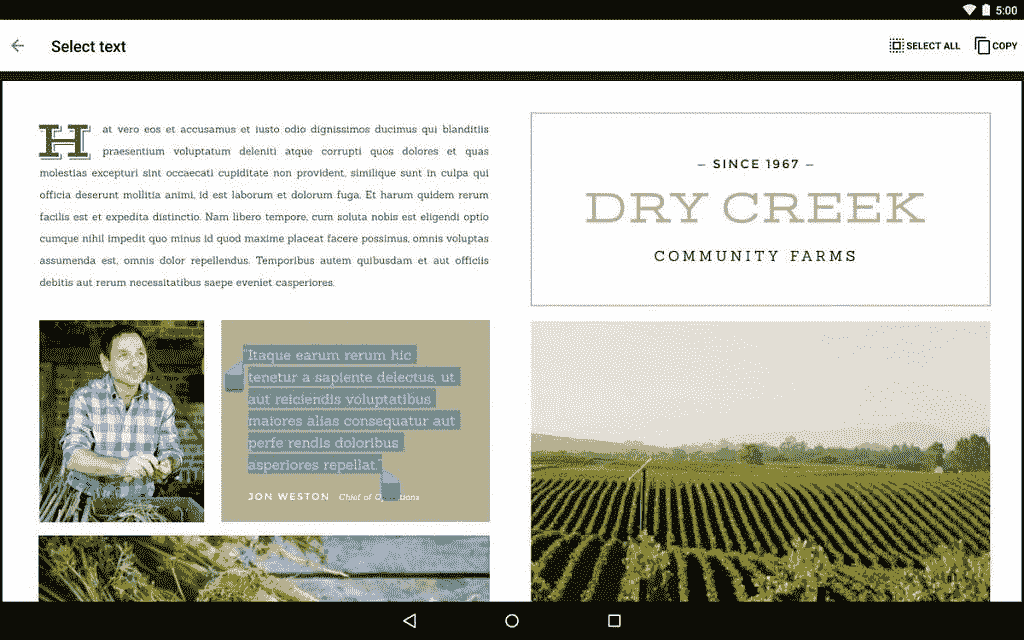 5:00
Select text
SELECT ALL
COPY
H at vero eos et accusamus et iusto odio dignissimos ducimus qui blanditiis
praesentium voluptatum deleniti atque corrupti quos dolores et quas
molestias excepturi sint occaecati cupiditate non provident, similique sunt in culpa qui
officia deserunt mollitia animi, id est laborum et dolorum fuga. Et harum quidem rerum
facilis est et expedita distinctio. Nam libero tempore, cum soluta nobis est eligendi optio
cumque nihil impedit quo minus id quod maxime placeat facere possimus, omnis voluptas
assumenda est, omnis dolor repellendus. Temporibus autem quibusdam et aut officiis
debitis aut rerum necessitatibus saepe eveniet casperiores.
"Itaque earum rerum hic
tenetur a sapiente delectus, ut
aut reiciendis voluptatibus
maiores alias consequatur aut
perfe rendis doloribus
asperiores repellat."
JON WESTON Chief of
– SINCE 1967 –
DRY CREEK
COMMUNITY FARMS